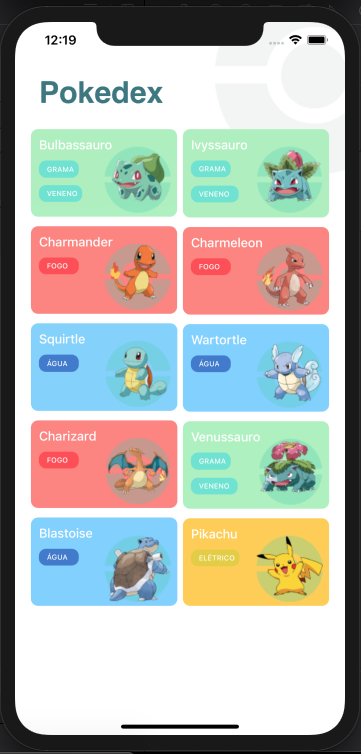 12:19
Pokedex
Bulbassauro
GRAMA
VENENO
Ivyssauro
GRAMA
VENENO
Charmander
FOGO
Charmeleon
FOGO
Squirtle
ÁGUA
Wartortle
ÁGUA
Charizard
FOGO
Venussauro
GRAMA
VENENO
Blastoise
ÁGUA
Pikachu
ELÉTRICO